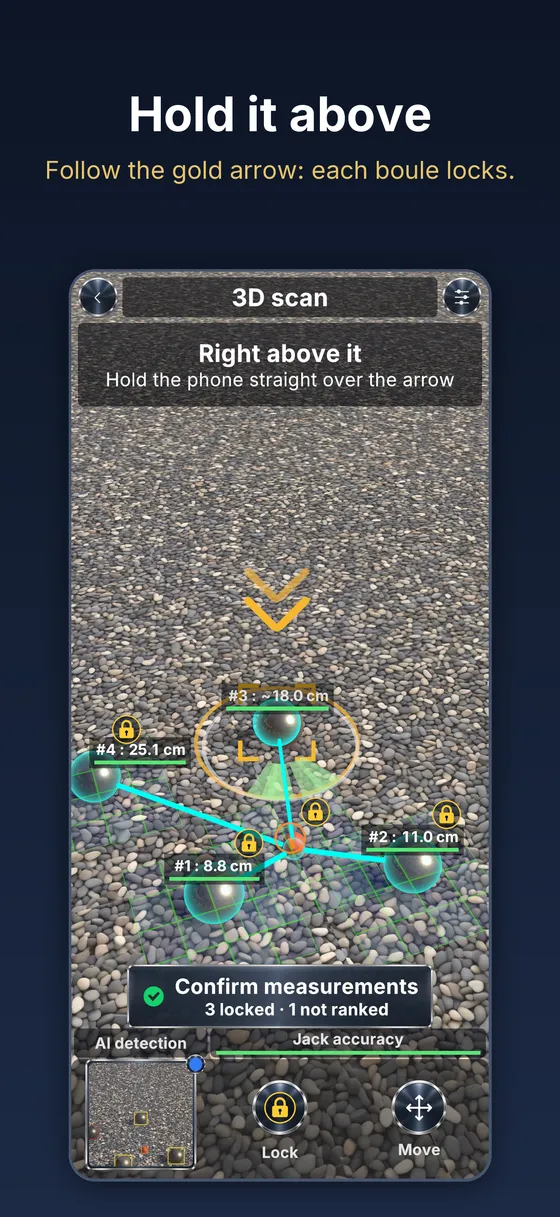 Hold it above
Follow the gold arrow: each boule locks.
3D scan
Right above it
Hold the phone straight over the arrow
#3 : ~18.0 cm
#4 : 25.1 cm
#2 : 11.0 cm
#1 : 8.8 cm
Confirm measurements
3 locked · 1 not ranked
AI detection
Jack accuracy
Lock
Move